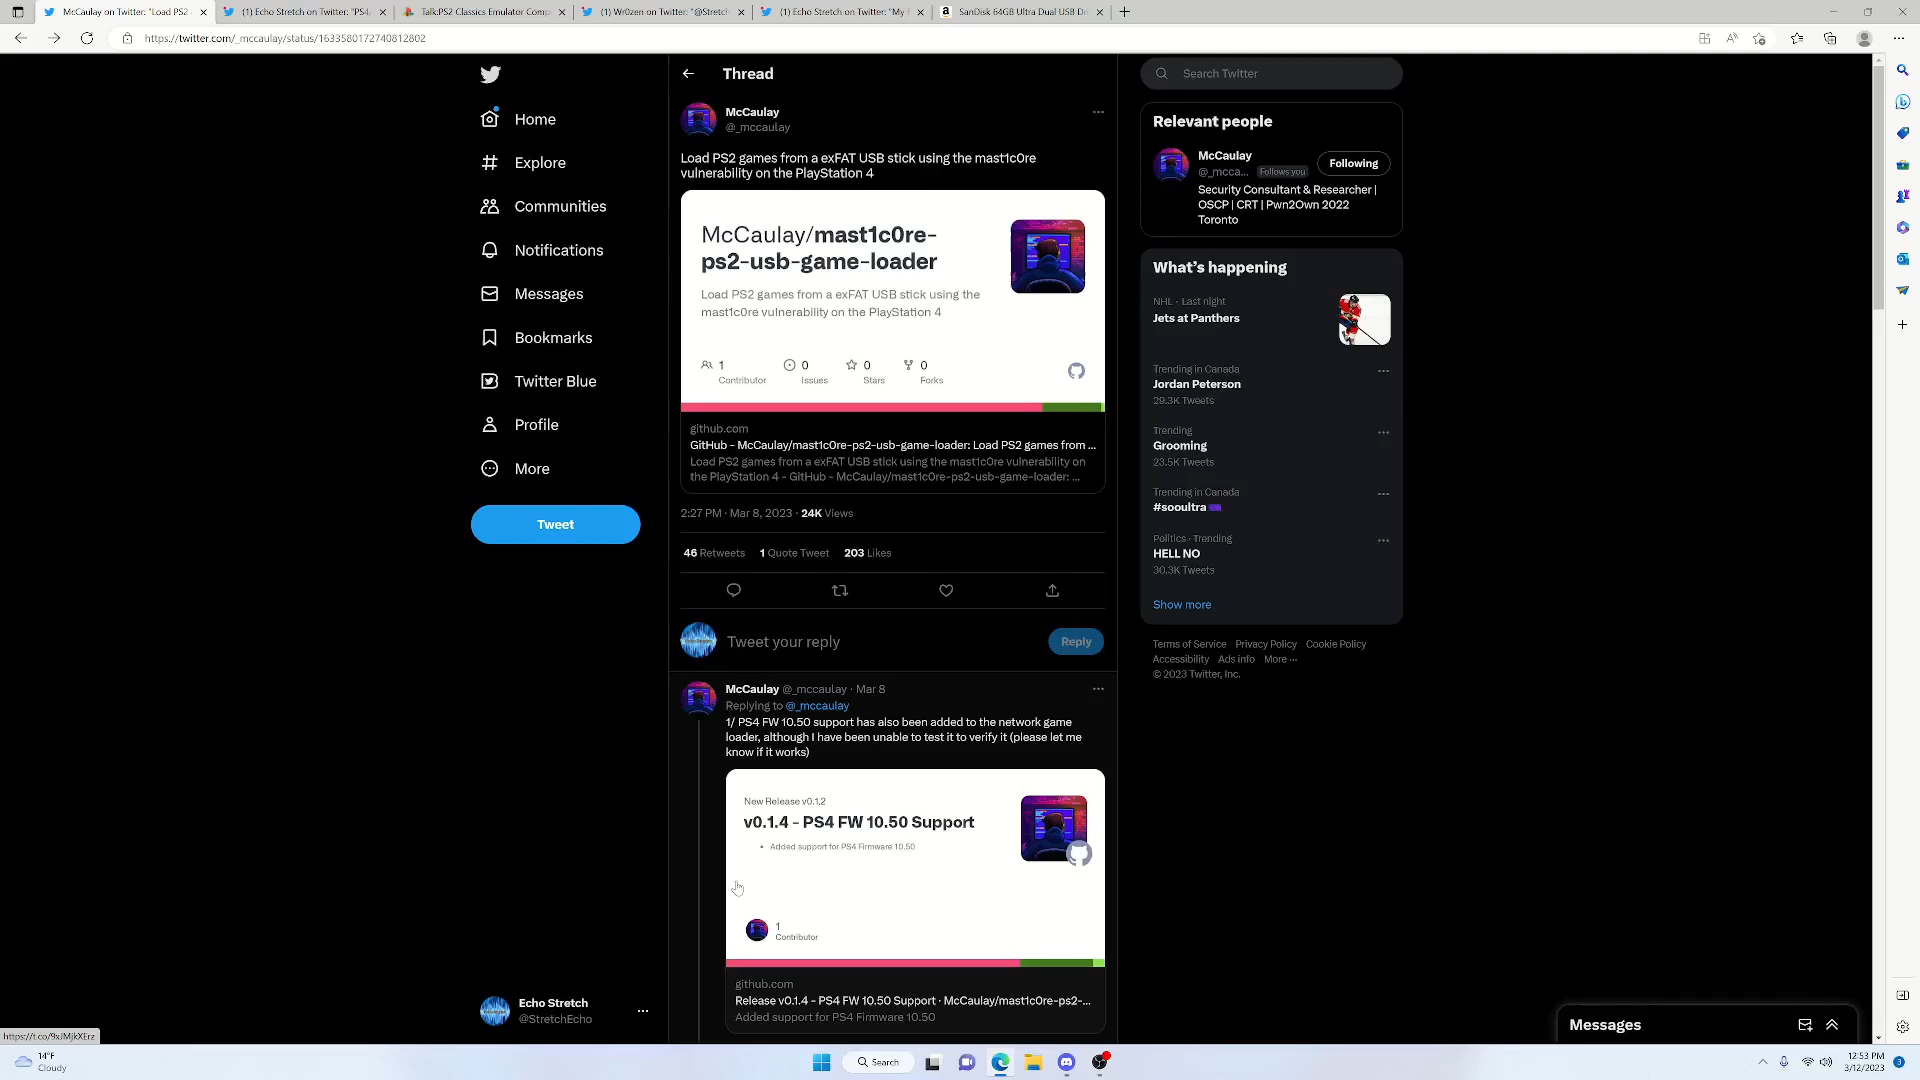 McCaulay on Twitter: "Load PS2
(1) Echo Stretch on Twitter: "PS4
Talk:PS2 Classics Emulator Comp
(1) Wr0zen on Twitter: "@Stretch
(1) Echo Stretch on Twitter: "My
SanDisk 64GB Ultra Dual USB Dr
https://twitter.com/_mccaulay/status/1633580172740812802
Home
Explore
Communities
Notifications
Messages
Bookmarks
Twitter Blue
Profile
More
Tweet
Echo Stretch
@StretchEcho
Thread
McCaulay
@_mccaulay
Load PS2 games from a exFAT USB stick using the mast1c0re
vulnerability on the PlayStation 4
McCaulay/mast1c0re-
ps2-usb-game-loader
Load PS2 games from a exFAT USB stick using the
mast1c0re vulnerability on the PlayStation 4
1
Contributor
0
Issues
0
Stars
0
Forks
github.com
GitHub - McCaulay/mast1c0re-ps2-usb-game-loader: Load PS2 games from ...
Load PS2 games from a exFAT USB stick using the mast1c0re vulnerability on
the PlayStation 4 - GitHub - McCaulay/mast1c0re-ps2-usb-game-loader: ...
2:27 PM · Mar 8, 2023 · 24K Views
46 Retweets 1 Quote Tweet 203 Likes
Tweet your reply
Reply
McCaulay @_mccaulay · Mar 8
Replying to @_mccaulay
1/ PS4 FW 10.50 support has also been added to the network game
loader, although I have been unable to test it to verify it (please let me
know if it works)
New Release v0.1.2
v0.1.4 - PS4 FW 10.50 Support
• Added support for PS4 Firmware 10.50
1
Contributor
github.com
Release v0.1.4 - PS4 FW 10.50 Support · McCaulay/mast1c0re-ps2-...
Added support for PS4 Firmware 10.50
Search Twitter
Relevant people
McCaulay
@_mcca... Follows you
Following
Security Consultant & Researcher |
OSCP | CRT | Pwn2Own 2022
Toronto
What's happening
NHL · Last night
Jets at Panthers
Trending in Canada
Jordan Peterson
29.3K Tweets
Trending
Grooming
23.5K Tweets
Trending in Canada
#sooultra
Politics · Trending
HELL NO
30.3K Tweets
Show more
Terms of Service Privacy Policy Cookie Policy
Accessibility Ads info More ···
© 2023 Twitter, Inc.
Messages
https://t.co/9xJMjkXErz
14°F
Cloudy
Search
12:53 PM
3/12/2023
3